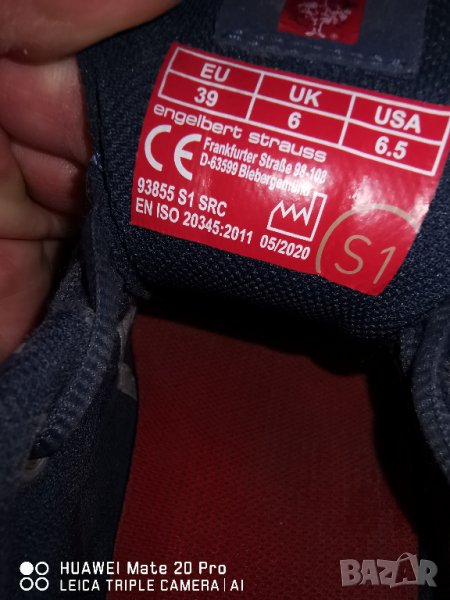 EU
39
UK
6
USA
6.5
engelbert strauss
CE
Frankfurter Straße 98-108
D-63599 Biebergemünd
93855 S1 SRC
EN ISO 20345:2011 05/2020
S1
HUAWEI Mate 20 Pro
LEICA TRIPLE CAMERA | AI
BAZAR